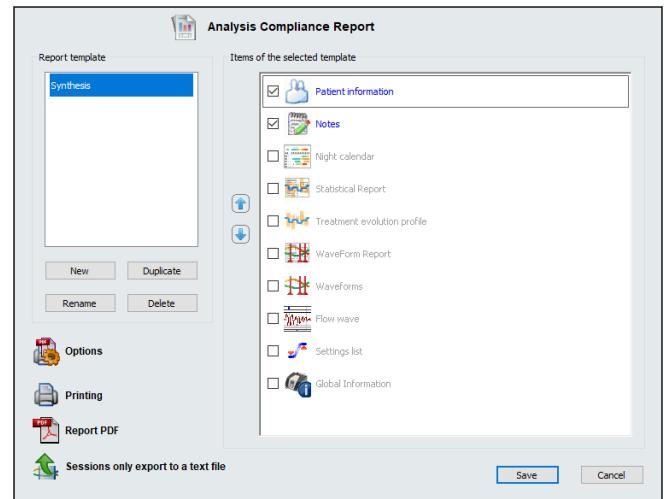 Analysis Compliance Report
Report template
Items of the selected template
Synthesis
Patient information
Notes
Night calendar
Statistical Report
Treatment evolution profile
WaveForm Report
Waveforms
Flow wave
Settings list
Global Information
New
Duplicate
Rename
Delete
Options
Printing
Report PDF
Sessions only export to a text file
Save
Cancel